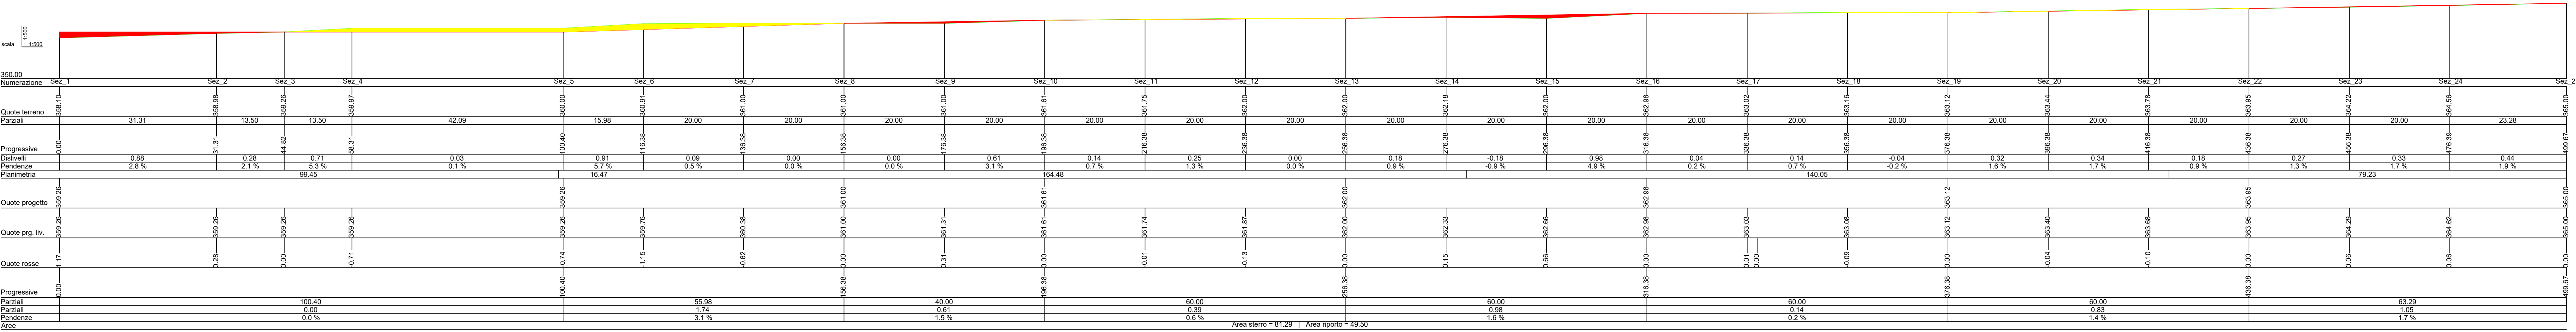 1:500
scala 1:500
350.00
Numerazione Sez_1 Sez_2 Sez_3 Sez_4 Sez_5 Sez_6 Sez_7 Sez_8 Sez_9 Sez_10 Sez_11 Sez_12 Sez_13 Sez_14 Sez_15 Sez_16 Sez_17 Sez_18 Sez_19 Sez_20 Sez_21 Sez_22 Sez_23 Sez_24 Sez_2
Quote terreno 358.10 358.98 359.26 359.97 360.00 360.91 361.00 361.00 361.00 361.61 361.75 362.00 362.00 362.18 362.00 362.98 363.02 363.16 363.12 363.44 363.78 363.95 364.22 364.56 365.00
Parziali 31.31 13.50 13.50 42.09 15.98 20.00 20.00 20.00 20.00 20.00 20.00 20.00 20.00 20.00 20.00 20.00 20.00 20.00 20.00 20.00 20.00 20.00 20.00 23.28
Progressive 0.00 31.31 44.82 58.31 100.40 116.38 136.38 156.38 176.38 196.38 216.38 236.38 256.38 276.38 296.38 316.38 336.38 356.38 376.38 396.38 416.38 436.38 456.38 476.39 499.67
Dislivelli 0.88 0.28 0.71 0.03 0.91 0.09 0.00 0.00 0.61 0.14 0.25 0.00 0.18 -0.18 0.98 0.04 0.14 -0.04 0.32 0.34 0.18 0.27 0.33 0.44
Pendenze 2.8 % 2.1 % 5.3 % 0.1 % 5.7 % 0.5 % 0.0 % 0.0 % 3.1 % 0.7 % 1.3 % 0.0 % 0.9 % -0.9 % 4.9 % 0.2 % 0.7 % -0.2 % 1.6 % 1.7 % 0.9 % 1.3 % 1.7 % 1.9 %
Planimetria 99.45 16.47 164.48 140.05 79.23
Quote progetto 359.26 359.26 361.00 361.61 362.00 362.98 363.12 363.95 365.00
Quote prg. liv. 359.26 359.26 359.26 359.26 359.26 359.76 360.38 361.00 361.31 361.61 361.74 361.87 362.00 362.33 362.66 362.98 363.03 363.08 363.12 363.40 363.68 363.95 364.29 364.62 365.00
Quote rosse 1.17 0.28 0.00 -0.71 -0.74 -1.15 -0.62 0.00 0.31 0.00 -0.01 -0.13 0.00 0.15 0.66 0.00 0.01 0.00 -0.09 0.00 -0.04 -0.10 0.00 0.06 0.06 0.00
Progressive 0.00 100.40 156.38 196.38 256.38 316.38 376.38 436.38 499.67
Parziali 100.40 55.98 40.00 60.00 60.00 60.00 60.00 63.29
Parziali 0.00 1.74 0.61 0.39 0.98 0.14 0.83 1.05
Pendenze 0.0 % 3.1 % 1.5 % 0.6 % 1.6 % 0.2 % 1.4 % 1.7 %
Aree Area sterro = 81.29 | Area riporto = 49.50